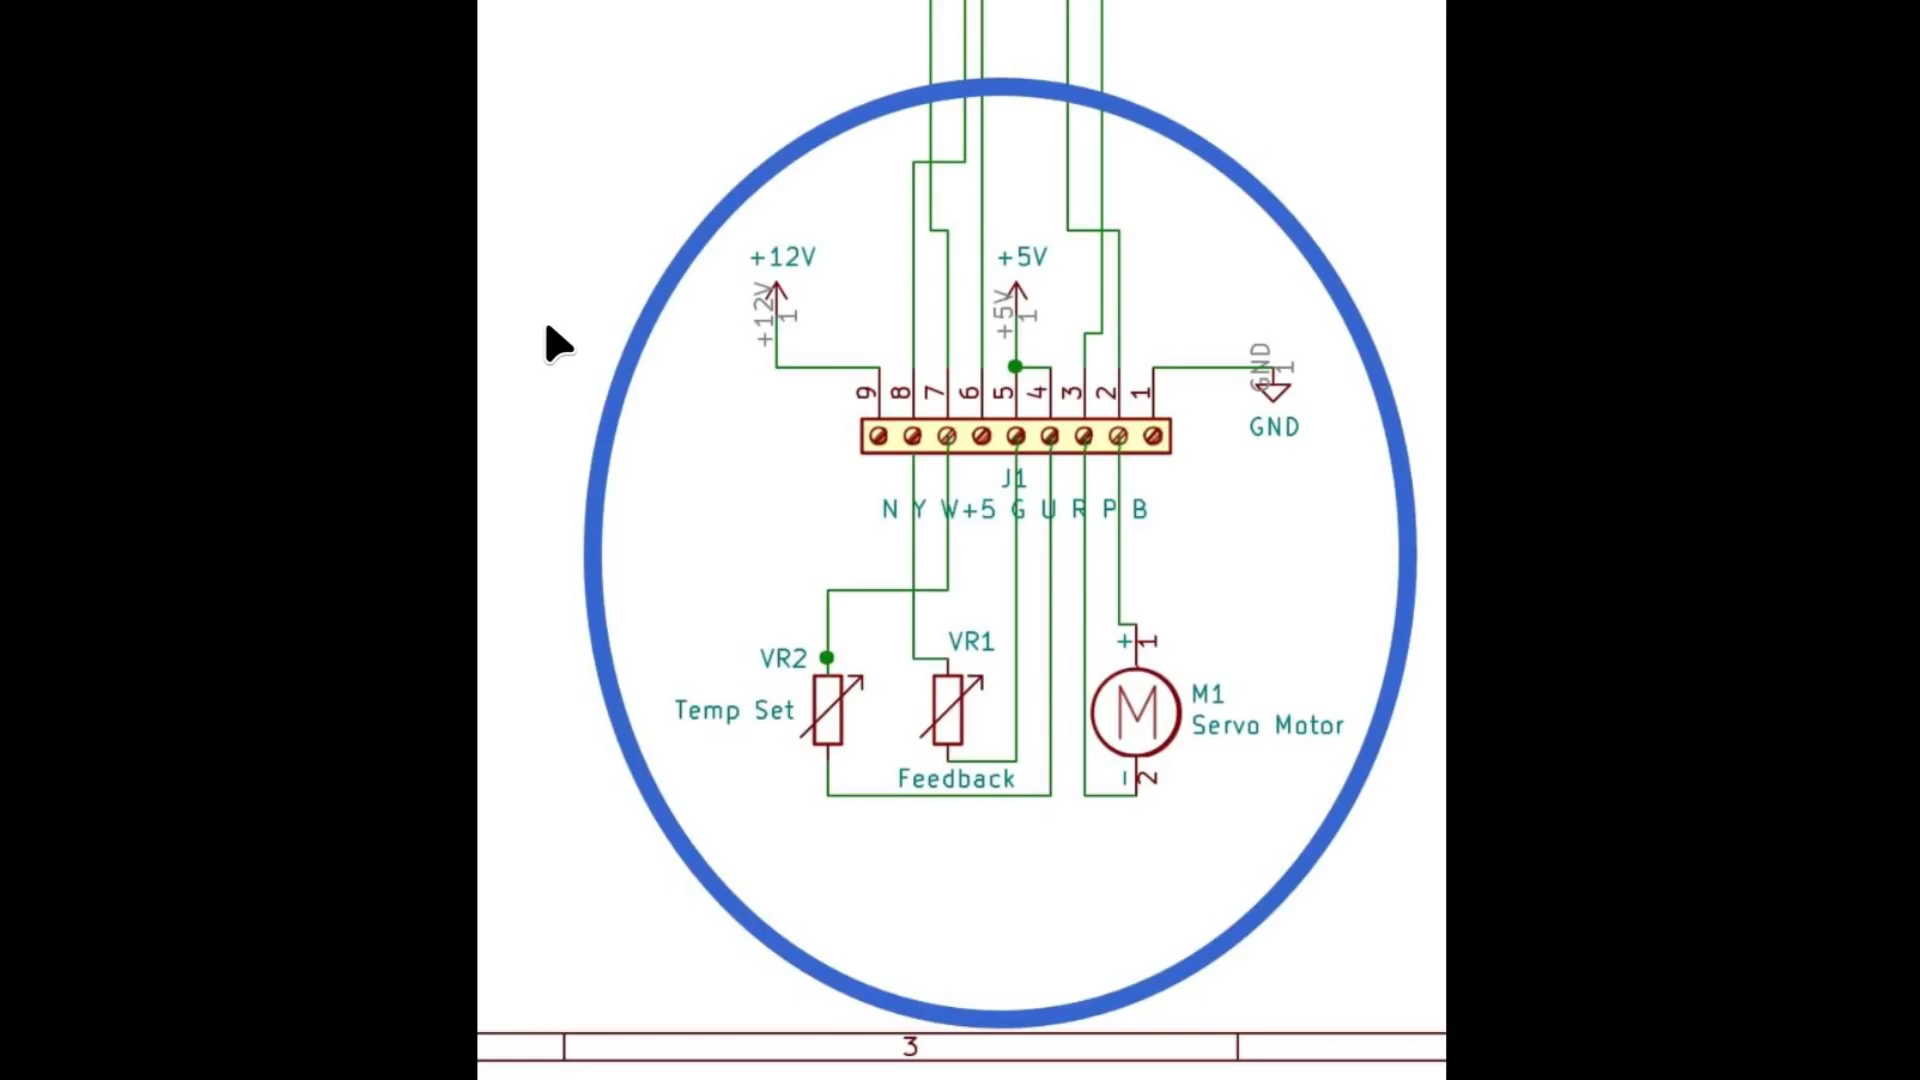 +12V
+5V
+12V
1
+5V
1
GND
1
9 8 7 6 5 4 3 2 1
GND
J1
N Y W+5 G U R P B
VR2
VR1
+ 1
Temp Set
M
M1
Servo Motor
Feedback
- 2
3